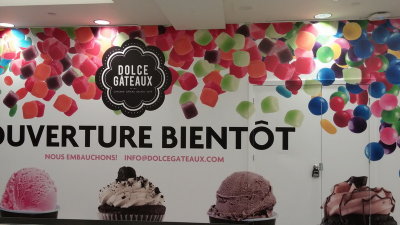 DOLCE
GATEAUX
OUVERTURE BIENTÔT
NOUS EMBAUCHONS! INFO@DOLCEGATEAUX.COM